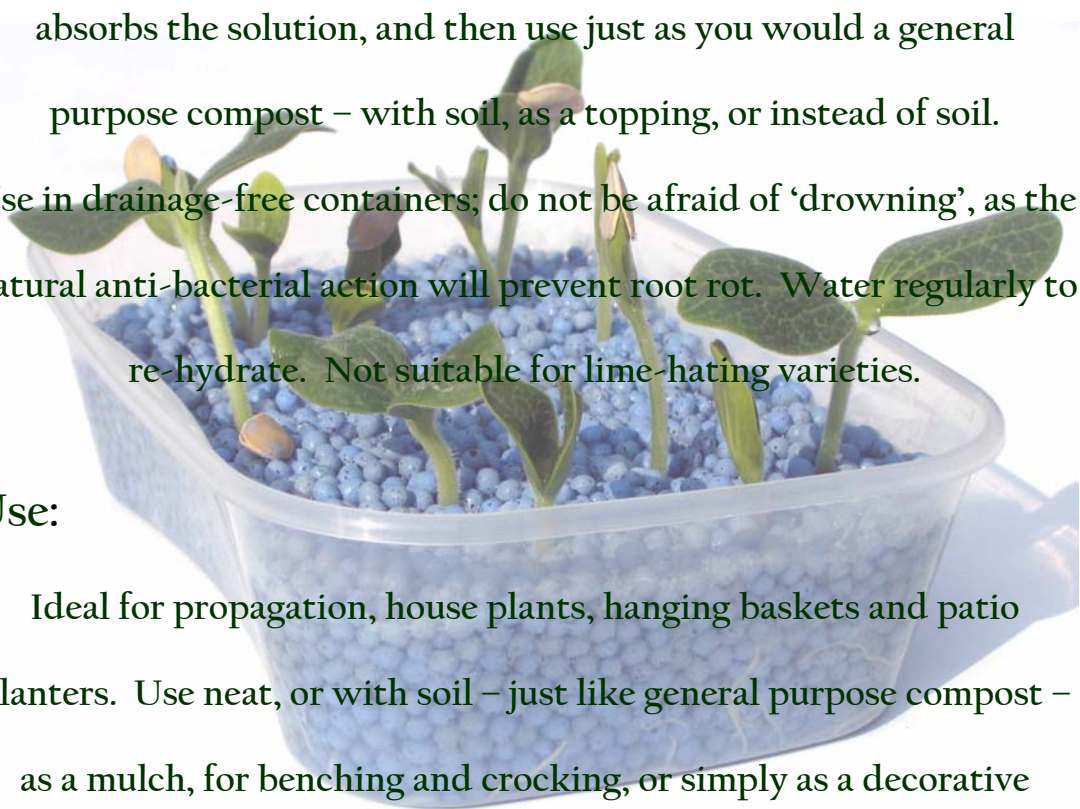 absorbs the solution, and then use just as you would a general
purpose compost – with soil, as a topping, or instead of soil.
se in drainage-free containers; do not be afraid of ‘drowning’, as the
atural anti-bacterial action will prevent root rot.  Water regularly to
re-hydrate.  Not suitable for lime-hating varieties.
Use:
Ideal for propagation, house plants, hanging baskets and patio
lanters.  Use neat, or with soil – just like general purpose compost –
as a mulch, for benching and crocking, or simply as a decorative